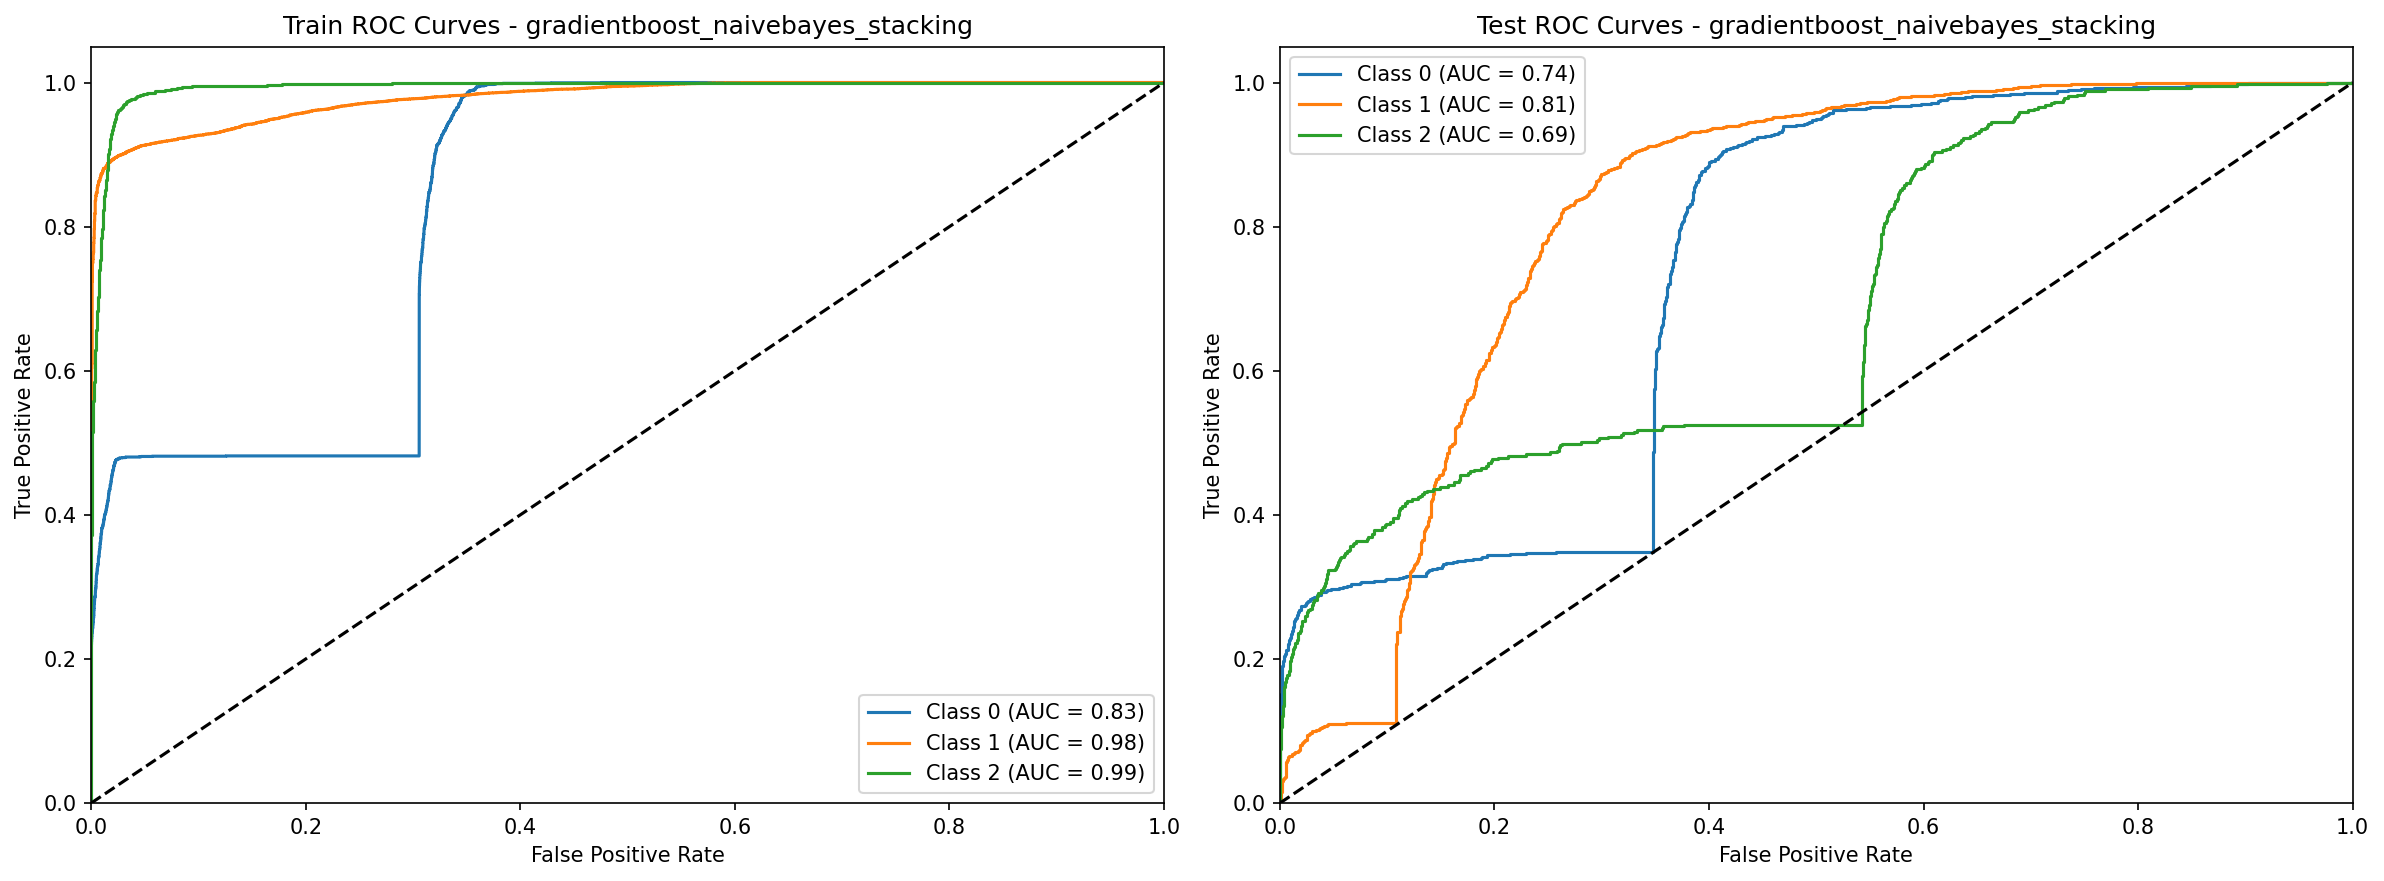 Train ROC Curves - gradientboost_naivebayes_stacking
True Positive Rate
1.0
0.8
0.6
0.4
0.2
0.0
0.0 0.2 0.4 0.6 0.8 1.0
False Positive Rate
Class 0 (AUC = 0.83)
Class 1 (AUC = 0.98)
Class 2 (AUC = 0.99)
Test ROC Curves - gradientboost_naivebayes_stacking
Class 0 (AUC = 0.74)
Class 1 (AUC = 0.81)
Class 2 (AUC = 0.69)
True Positive Rate
1.0
0.8
0.6
0.4
0.2
0.0
0.0 0.2 0.4 0.6 0.8 1.0
False Positive Rate